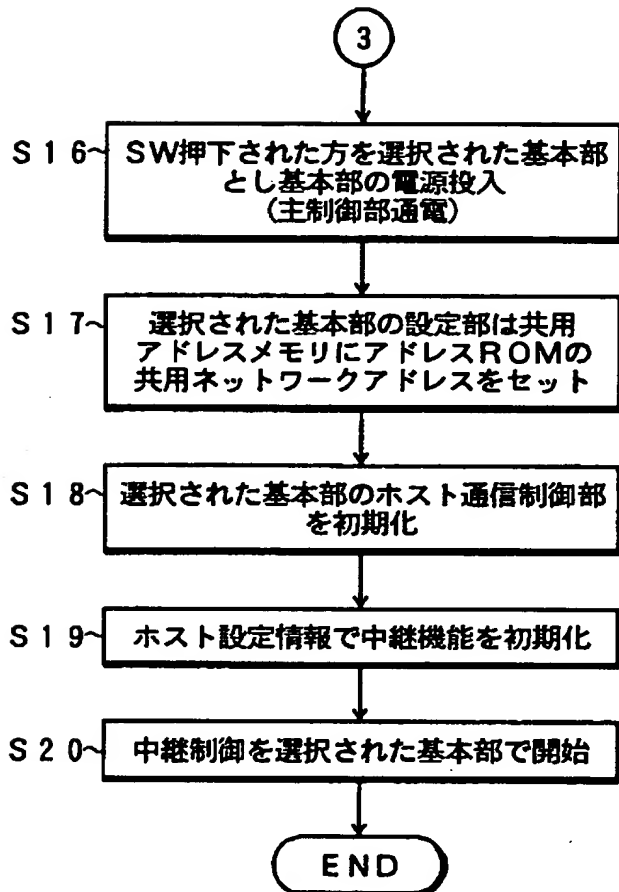 3
S16~ SW押下された方を選択された基本部
とし基本部の電源投入
(主制御部通電)
S17~ 選択された基本部の設定部は共用
アドレスメモリにアドレスROMの
共用ネットワークアドレスをセット
S18~ 選択された基本部のホスト通信制御部
を初期化
S19~ ホスト設定情報で中継機能を初期化
S20~ 中継制御を選択された基本部で開始
END